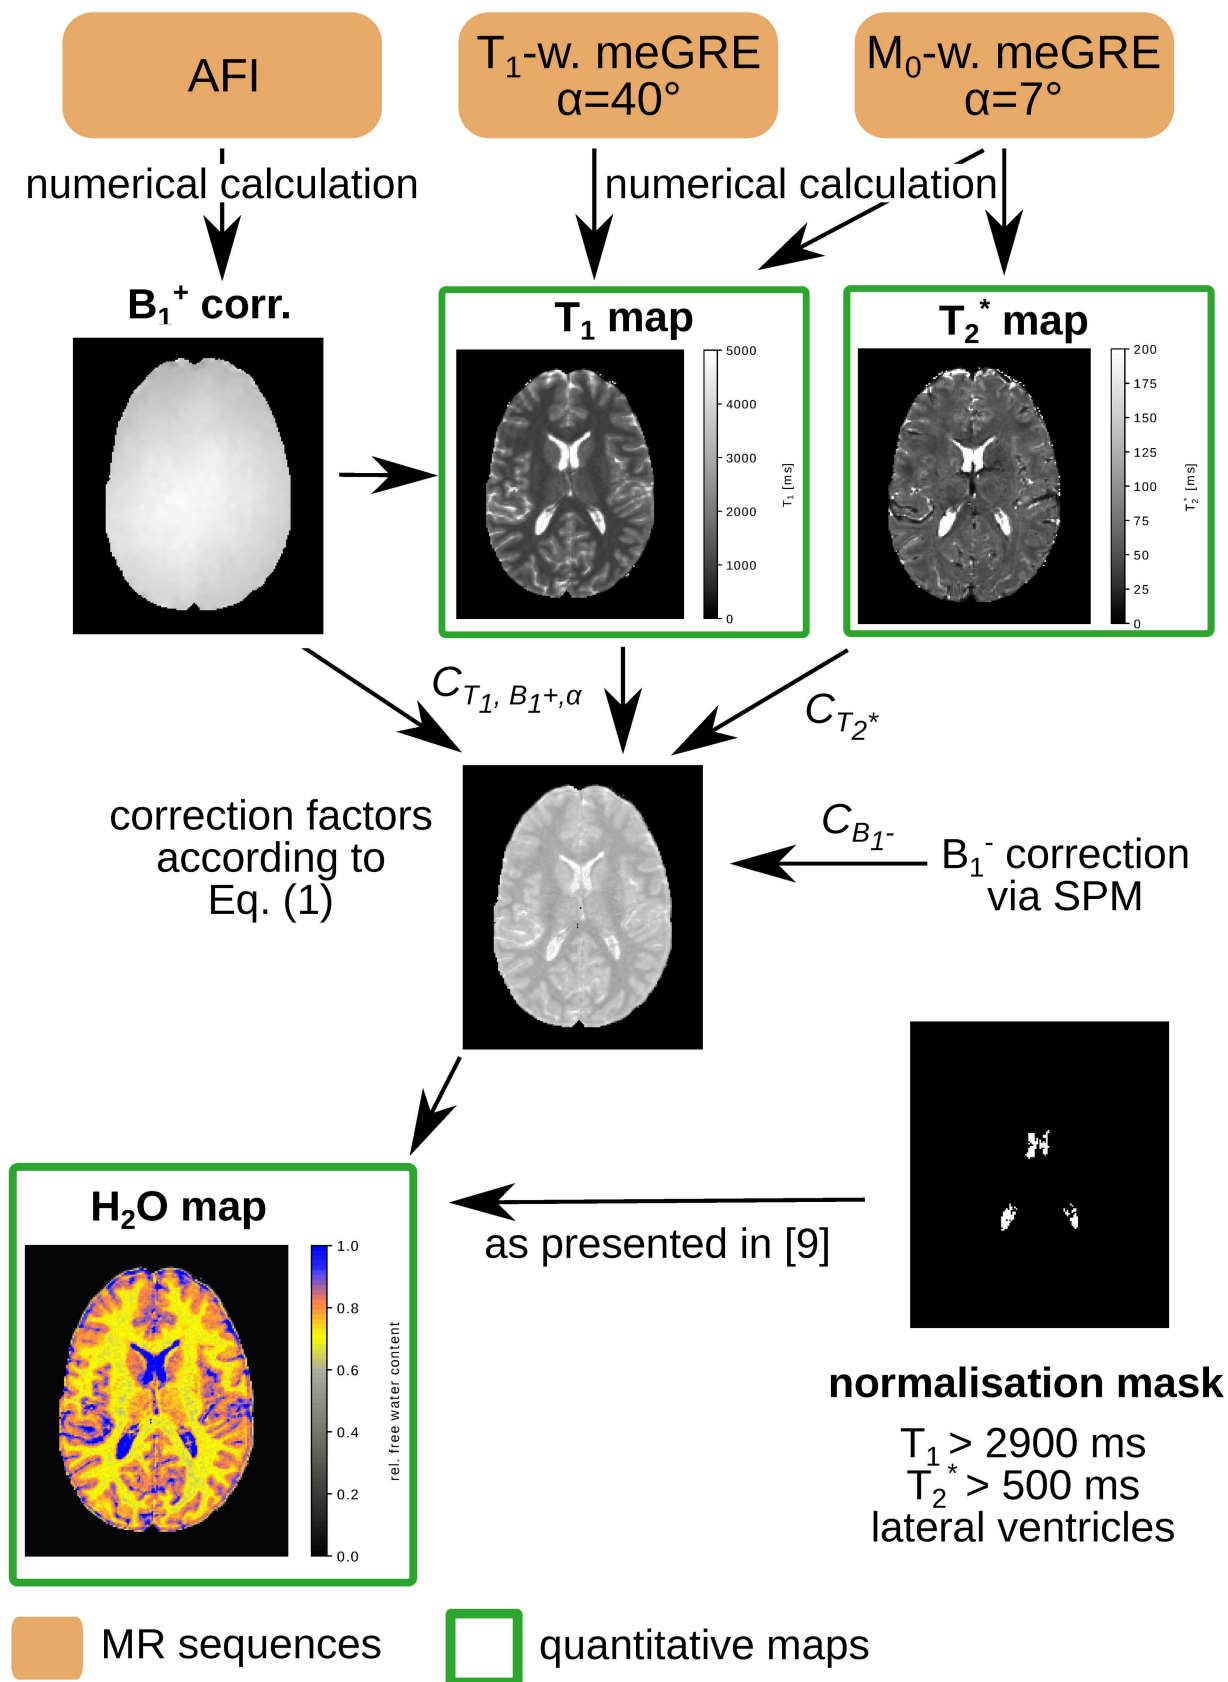 AFI
T₁-w. meGRE
α=40°
M₀-w. meGRE
α=7°
numerical calculation
numerical calculation
B₁⁺ corr.
T₁ map
5000
4000
3000
2000
1000
0
T₁ [ms]
T₂* map
200
175
150
125
100
75
50
25
0
T₂* [ms]
C_T₁, B₁+,α
C_T₂*
correction factors
according to
Eq. (1)
C_B₁-
B₁⁻ correction
via SPM
H₂O map
1.0
0.8
0.6
0.4
0.2
0.0
rel. free water content
as presented in [9]
normalisation mask
T₁ > 2900 ms
T₂* > 500 ms
lateral ventricles
MR sequences
quantitative maps